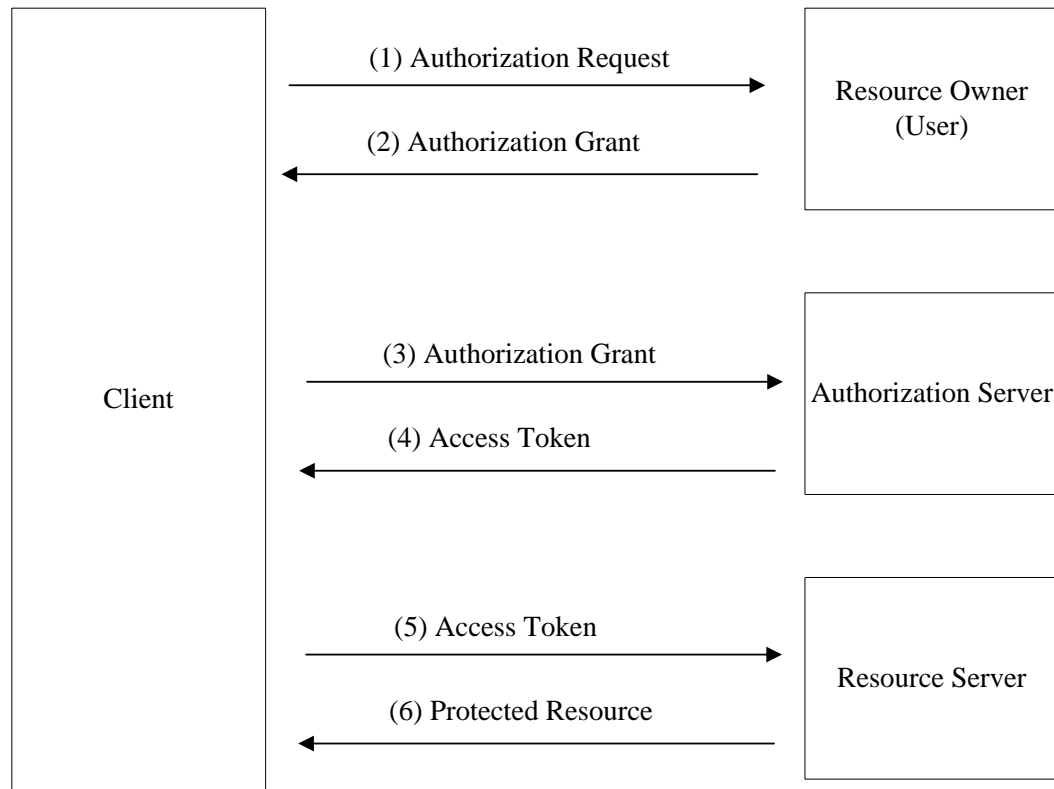 (1) Authorization Request
Resource Owner
(User)
(2) Authorization Grant
(3) Authorization Grant
Client
Authorization Server
(4) Access Token
(5) Access Token
Resource Server
(6) Protected Resource